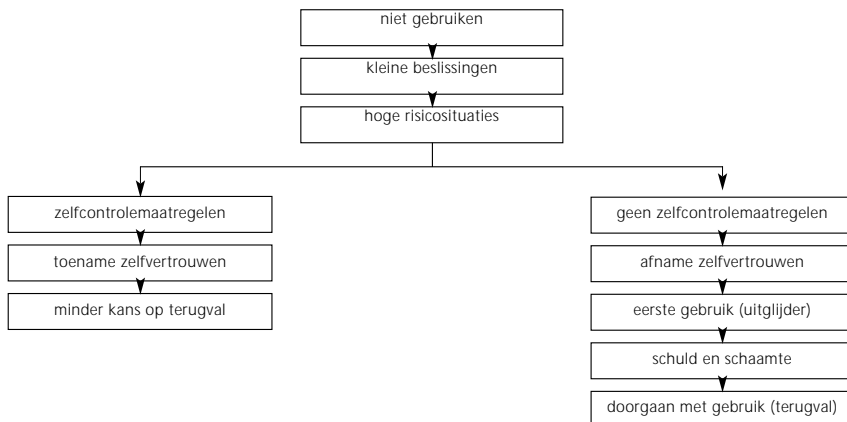 niet gebruiken
kleine beslissingen
hoge risicosituaties
zelfcontrolemaatregelen
toename zelfvertrouwen
minder kans op terugval
geen zelfcontrolemaatregelen
afname zelfvertrouwen
eerste gebruik (uitglijder)
schuld en schaamte
doorgaan met gebruik (terugval)